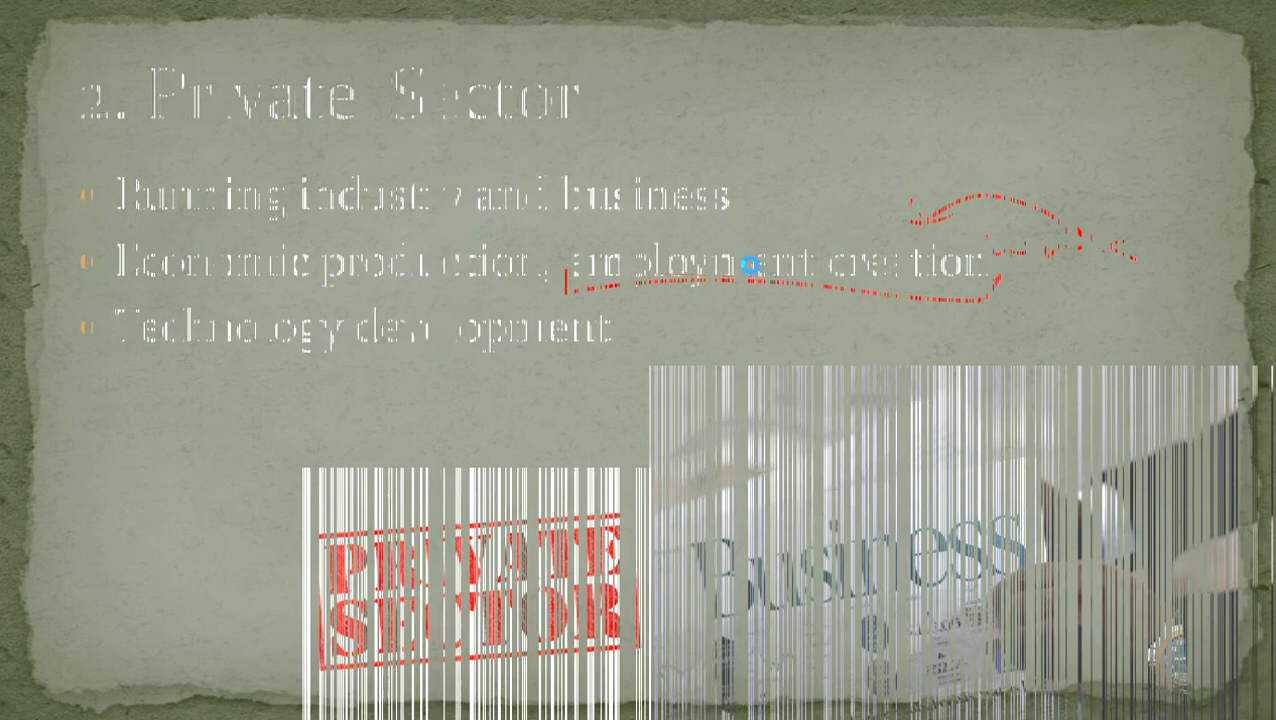 2. Private Sector
• Running industry and business
• Economic production, employment creation
• Technology development
PRIVATE
SECTOR
Business